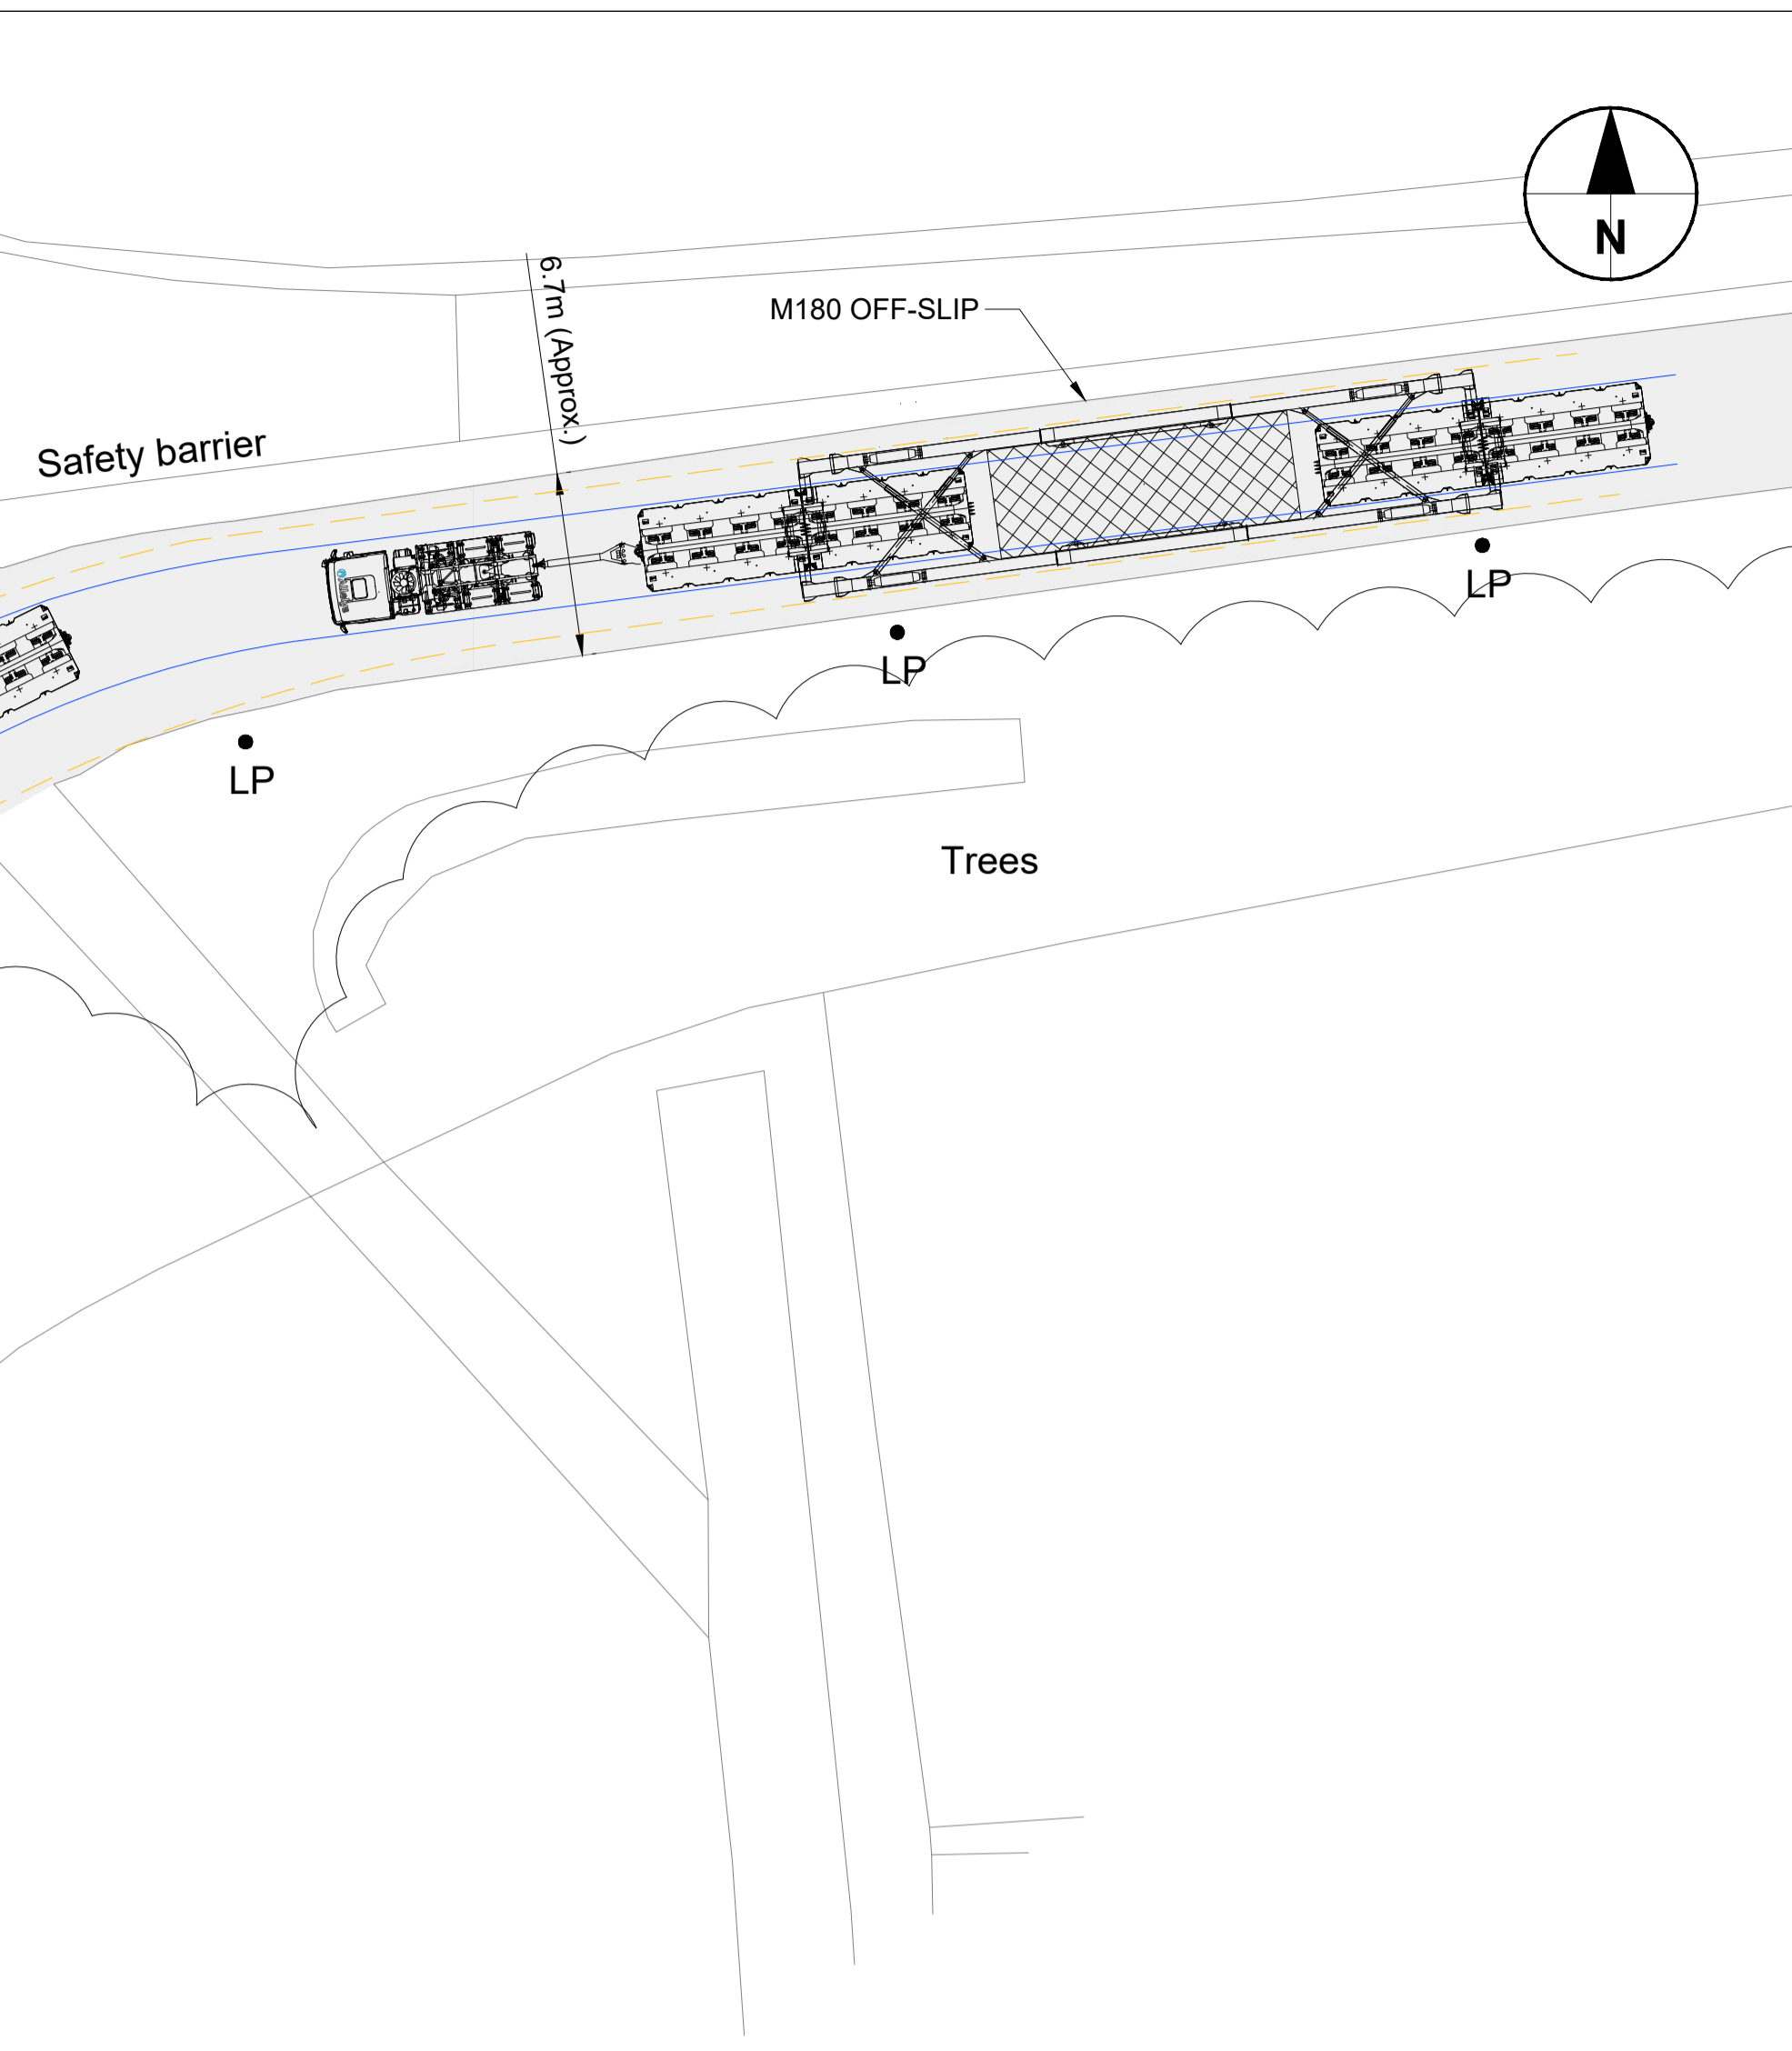 N
6.7m (Approx.)
M180 OFF-SLIP
Safety barrier
LP
LP
LP
Trees